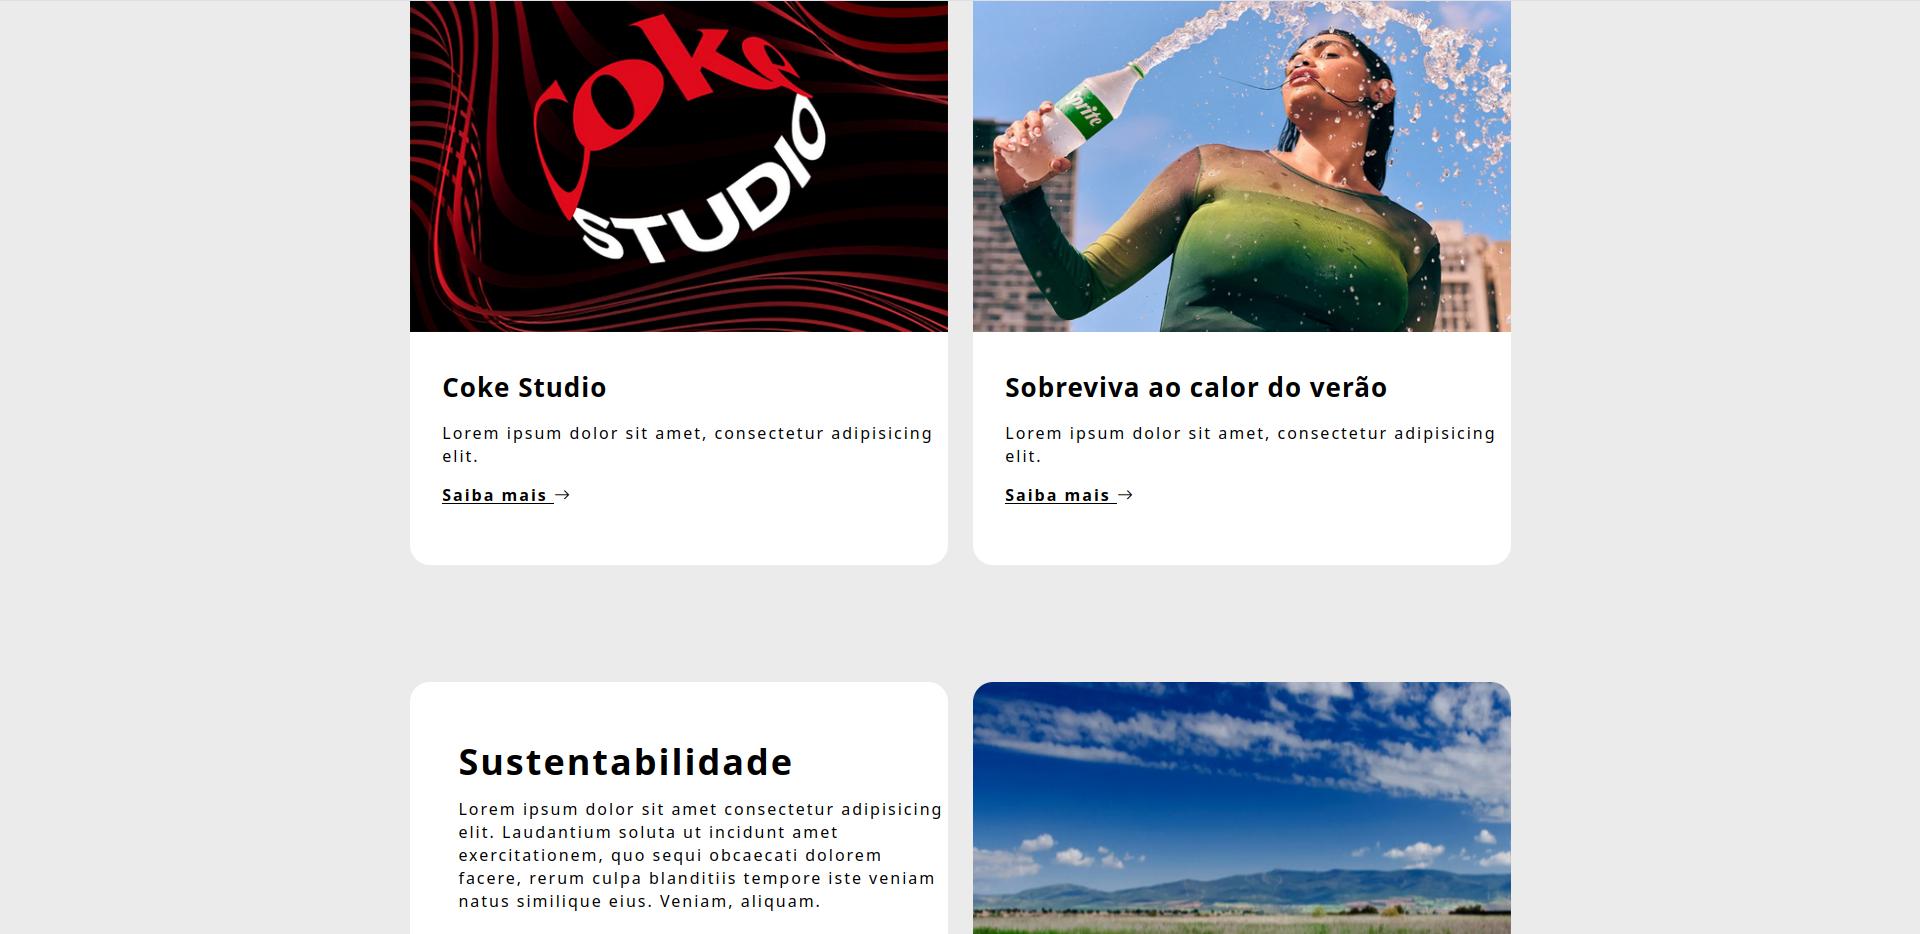 Coke
STUDIO
Sprite
Coke Studio
Lorem ipsum dolor sit amet, consectetur adipisicing
elit.
Saiba mais →
Sobreviva ao calor do verão
Lorem ipsum dolor sit amet, consectetur adipisicing
elit.
Saiba mais →
Sustentabilidade
Lorem ipsum dolor sit amet consectetur adipisicing
elit. Laudantium soluta ut incidunt amet
exercitationem, quo sequi obcaecati dolorem
facere, rerum culpa blanditiis tempore iste veniam
natus similique eius. Veniam, aliquam.